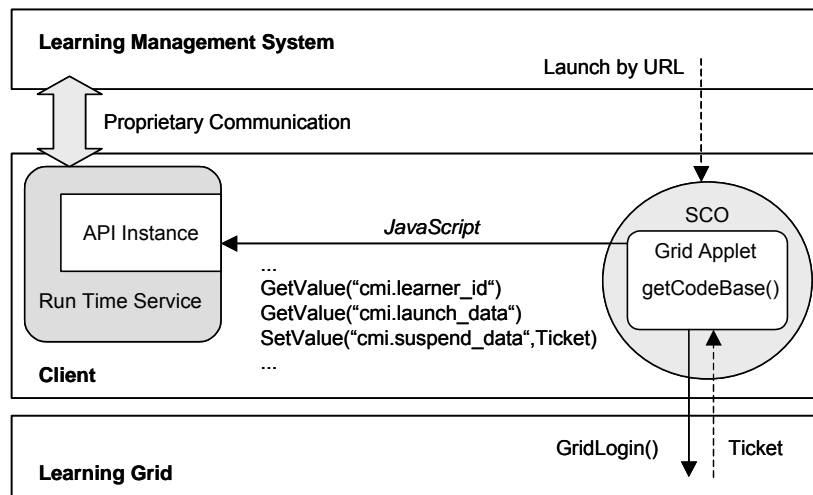 Learning Management System
Launch by URL
Proprietary Communication
SCO
JavaScript
API Instance
Grid Applet
...
GetValue(“cmi.learner_id“)
getCodeBase()
Run Time Service
GetValue(“cmi.launch_data“)
SetValue(“cmi.suspend_data“,Ticket)
...
Client
GridLogin()
Ticket
Learning Grid